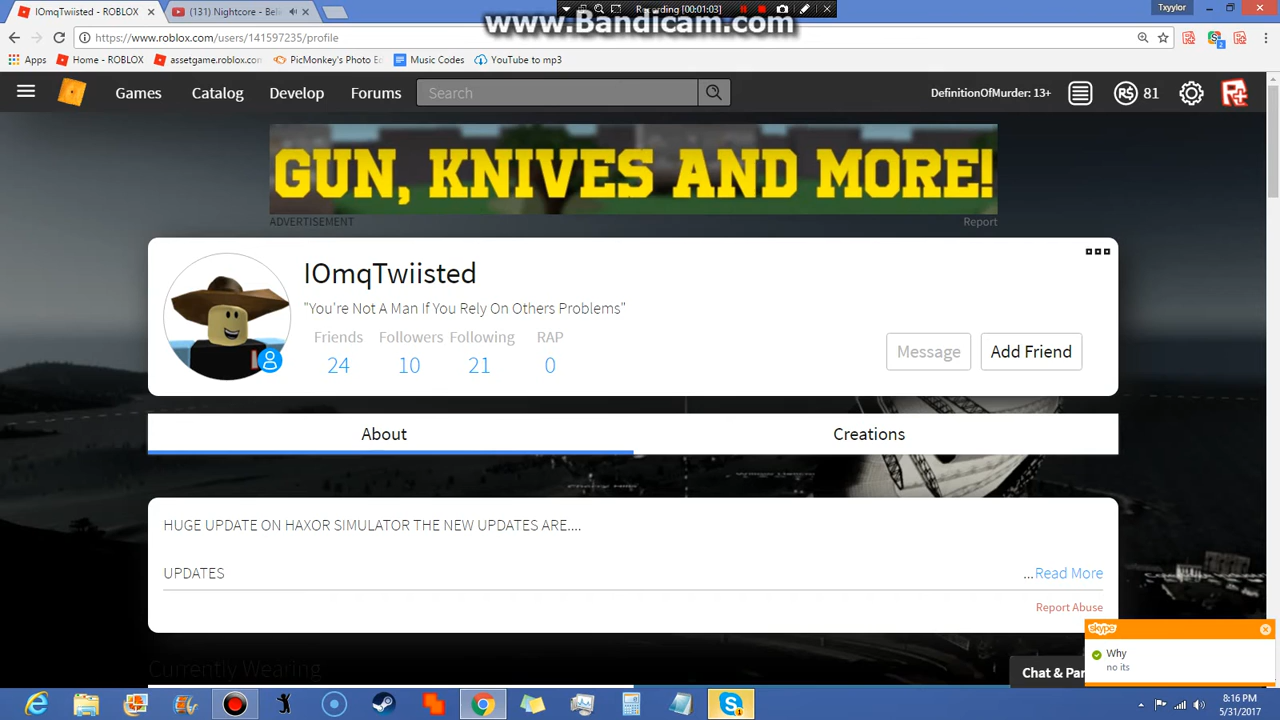 www.Bandicam.com
Recording [00:01:03]
IOmqTwiisted - ROBLOX
(131) Nightcore - Bel
Txyylor
https://www.roblox.com/users/141597235/profile
Apps
Home - ROBLOX
assetgame.roblox.com
PicMonkey's Photo Ed
Music Codes
YouTube to mp3
2
Games
Catalog
Develop
Forums
Search
DefinitionOfMurder: 13+
R$ 81
R+
GUN, KNIVES AND MORE!
ADVERTISEMENT
Report
IOmqTwiisted
"You're Not A Man If You Rely On Others Problems"
Friends Followers Following RAP
24 10 21 0
Message
Add Friend
About
Creations
HUGE UPDATE ON HAXOR SIMULATOR THE NEW UPDATES ARE....
UPDATES
...Read More
Report Abuse
Currently Wearing
Chat & Par
skype
Why
no its
8:16 PM
5/31/2017